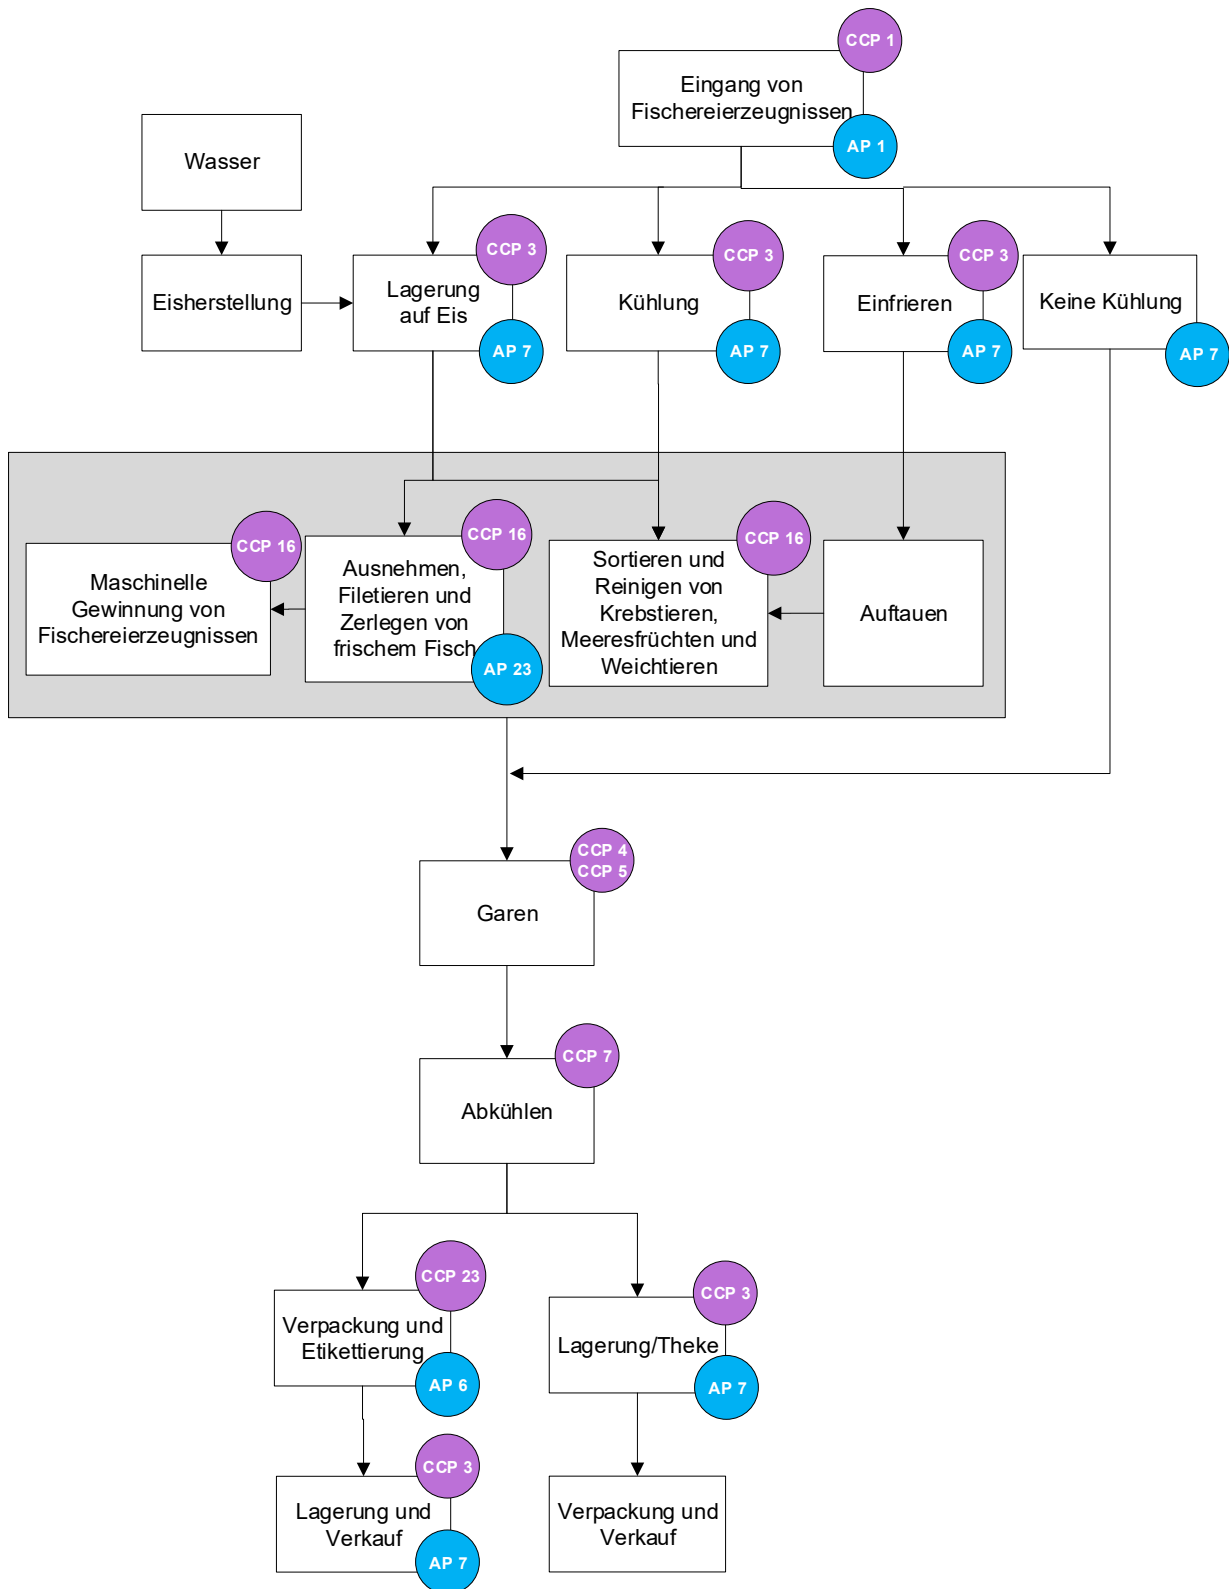 CCP 1
Eingang von
Fischereierzeugnissen
AP 1
Wasser
CCP 3
CCP 3
CCP 3
Eisherstellung
Lagerung
auf Eis
Kühlung
Einfrieren
Keine Kühlung
AP 7
AP 7
AP 7
AP 7
CCP 16
CCP 16
CCP 16
Maschinelle
Gewinnung von
Fischereierzeugnissen
Ausnehmen,
Filetieren und
Zerlegen von
frischem Fisch
AP 23
Sortieren und
Reinigen von
Krebstieren,
Meeresfrüchten und
Weichtieren
Auftauen
CCP 4
CCP 5
Garen
CCP 7
Abkühlen
CCP 23
Verpackung und
Etikettierung
AP 6
CCP 3
Lagerung/Theke
AP 7
CCP 3
Lagerung und
Verkauf
AP 7
Verpackung und
Verkauf